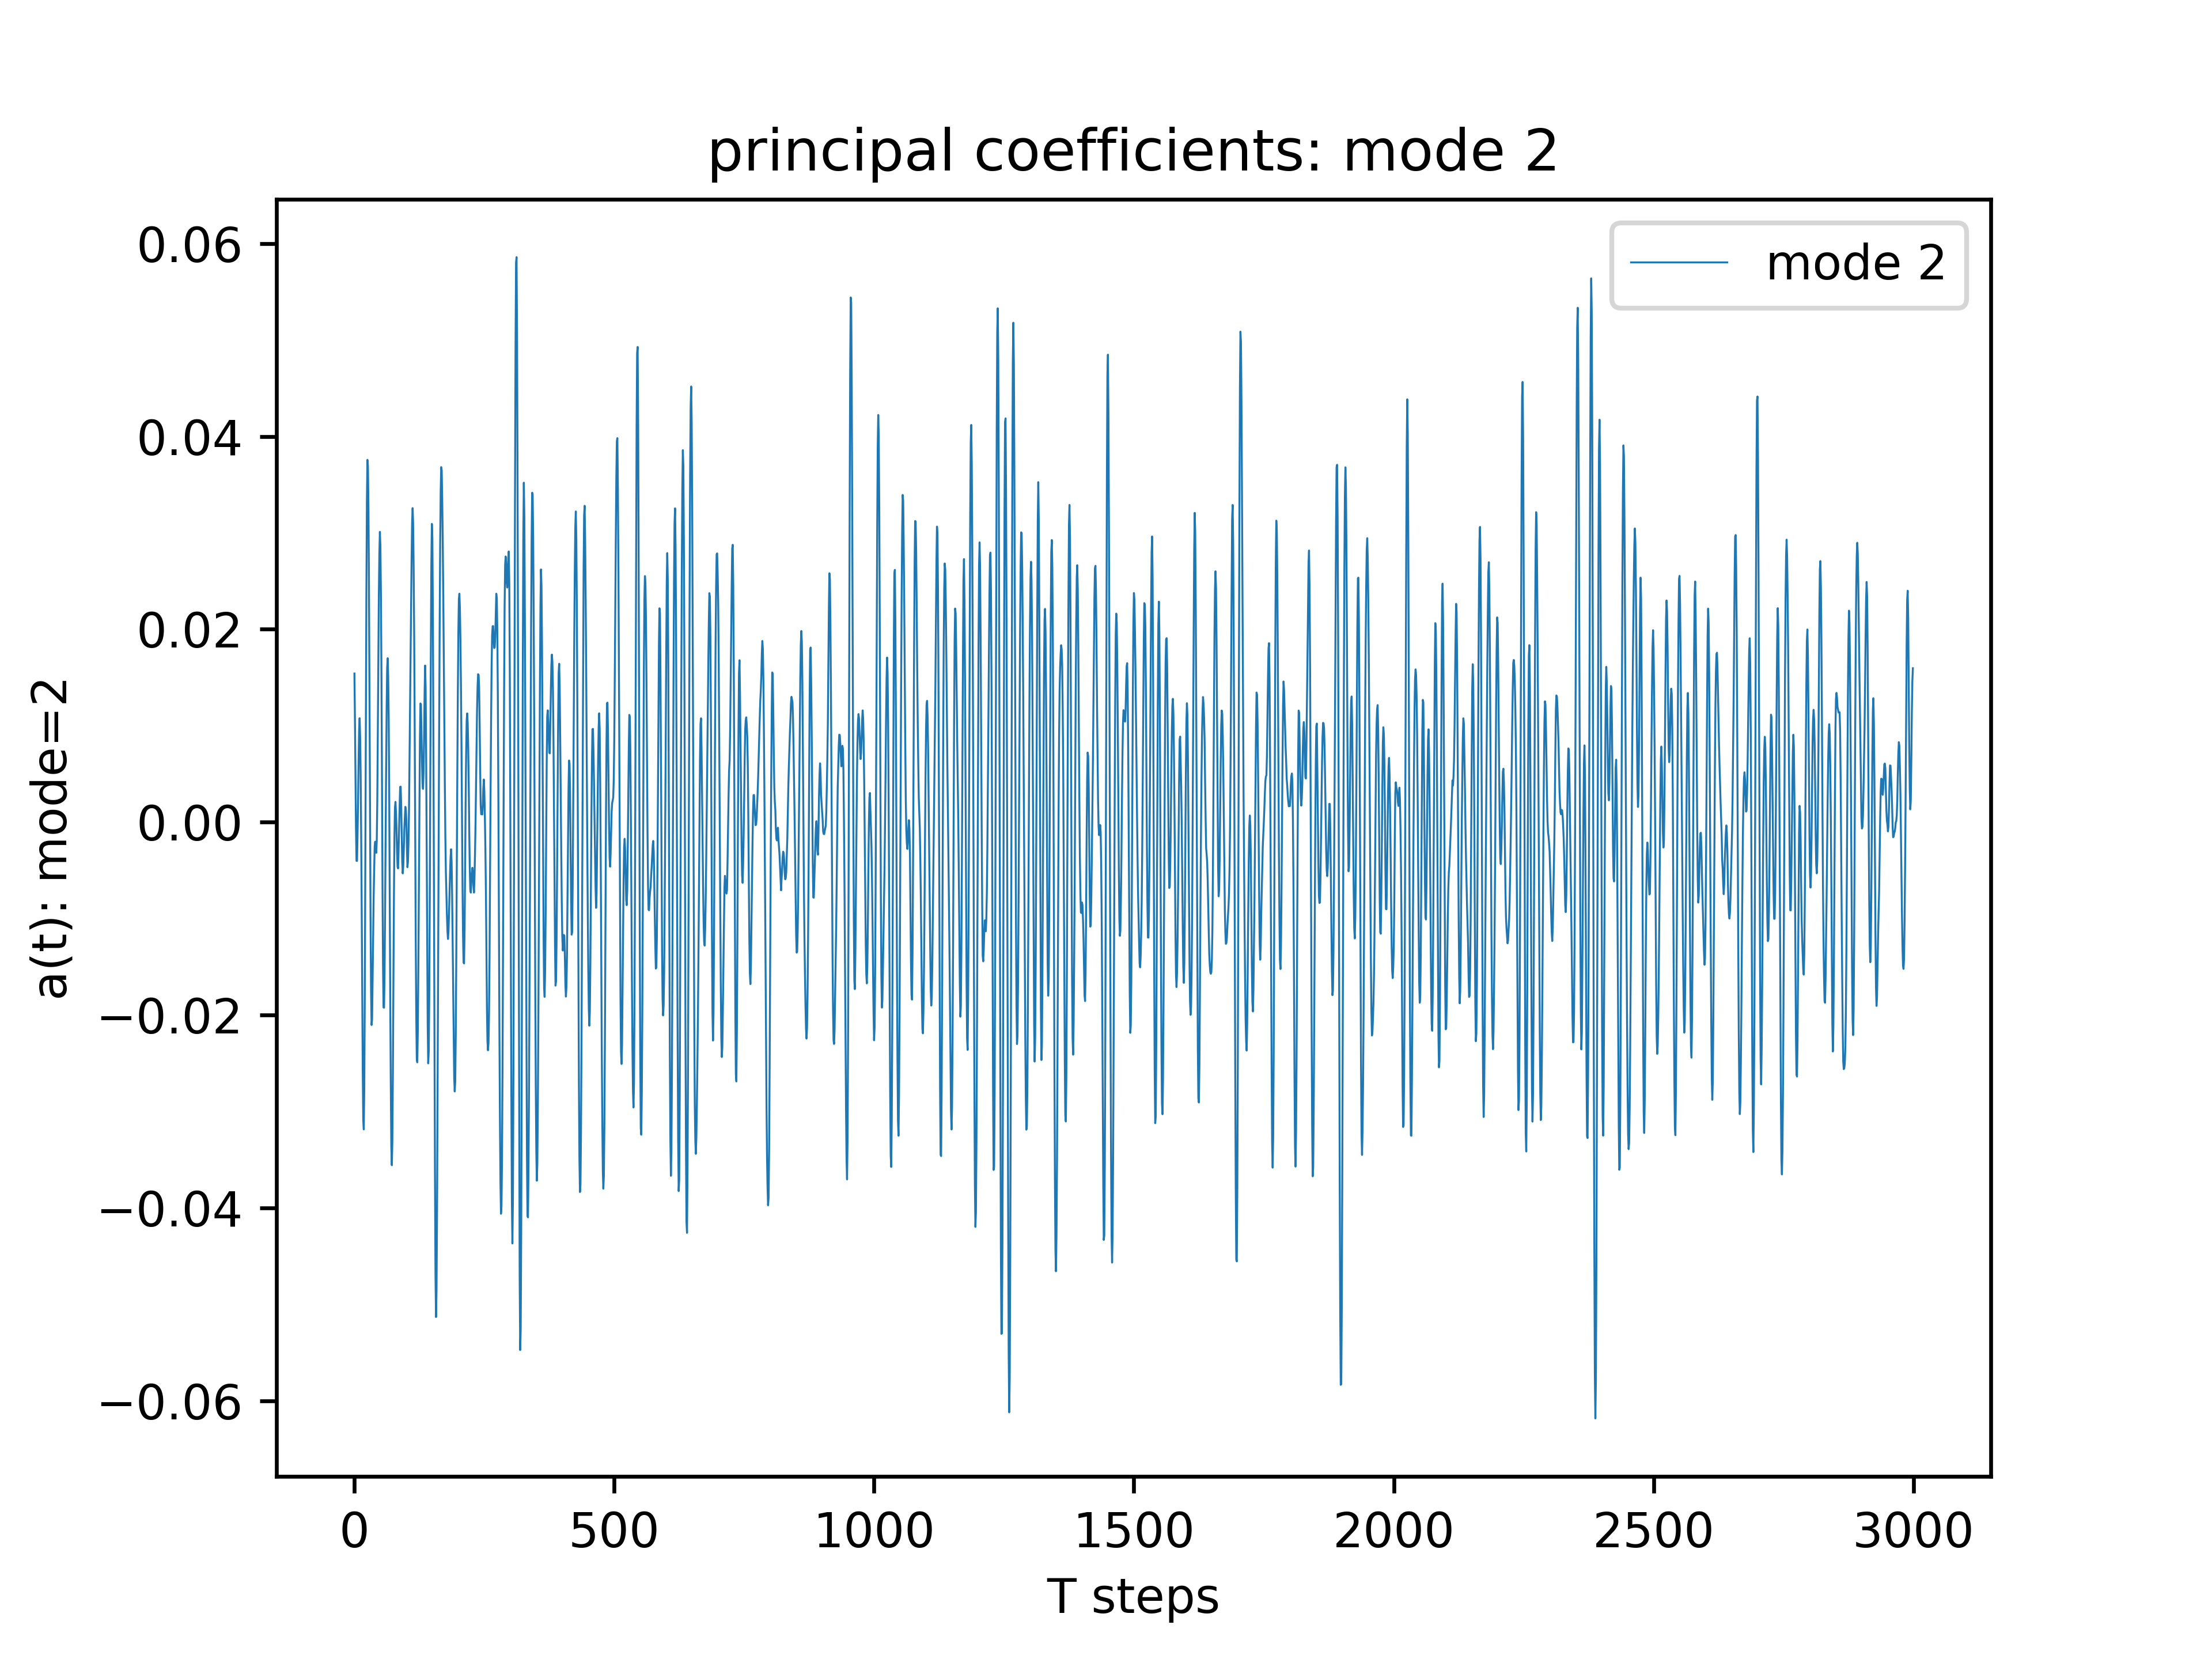 principal coefficients: mode 2
mode 2
0.06
0.04
0.02
0.00
−0.02
−0.04
−0.06
a(t): mode=2
0 500 1000 1500 2000 2500 3000
T steps